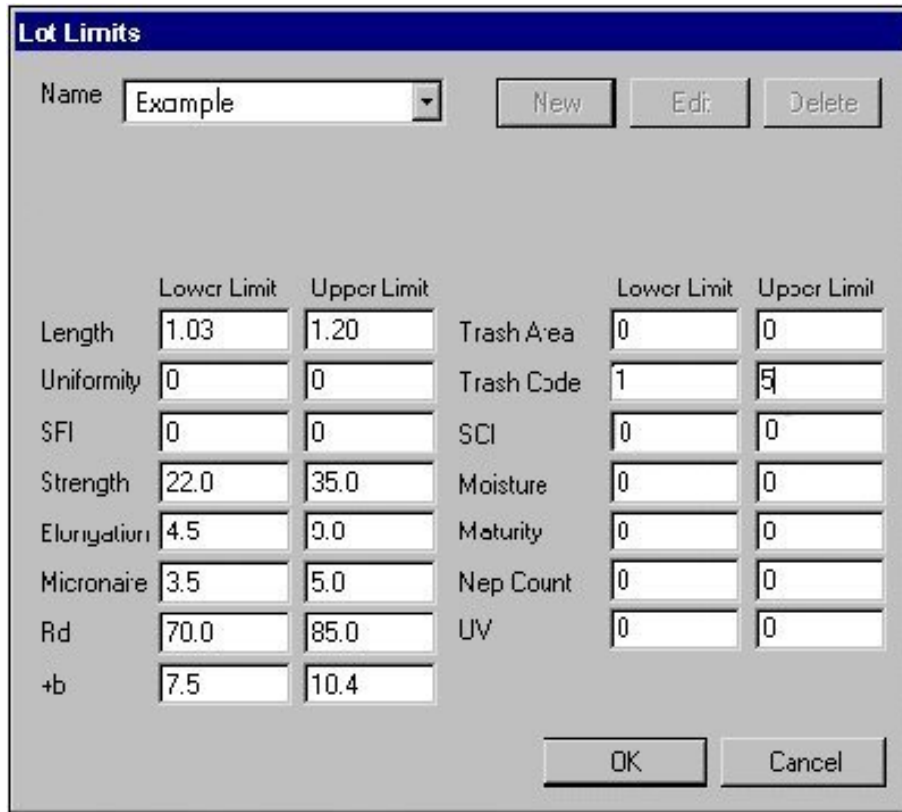 Lot Limits
Name Example New Edit Delete
Lower Limit Upper Limit Lower Limit Upper Limit
Length 1.03 1.20 Trash Area 0 0
Uniformity 0 0 Trash Code 1 5
SFI 0 0 SCI 0 0
Strength 22.0 35.0 Moisture 0 0
Elongation 4.5 9.0 Maturity 0 0
Micronaire 3.5 5.0 Nep Count 0 0
Rd 70.0 85.0 UV 0 0
+b 7.5 10.4
OK Cancel